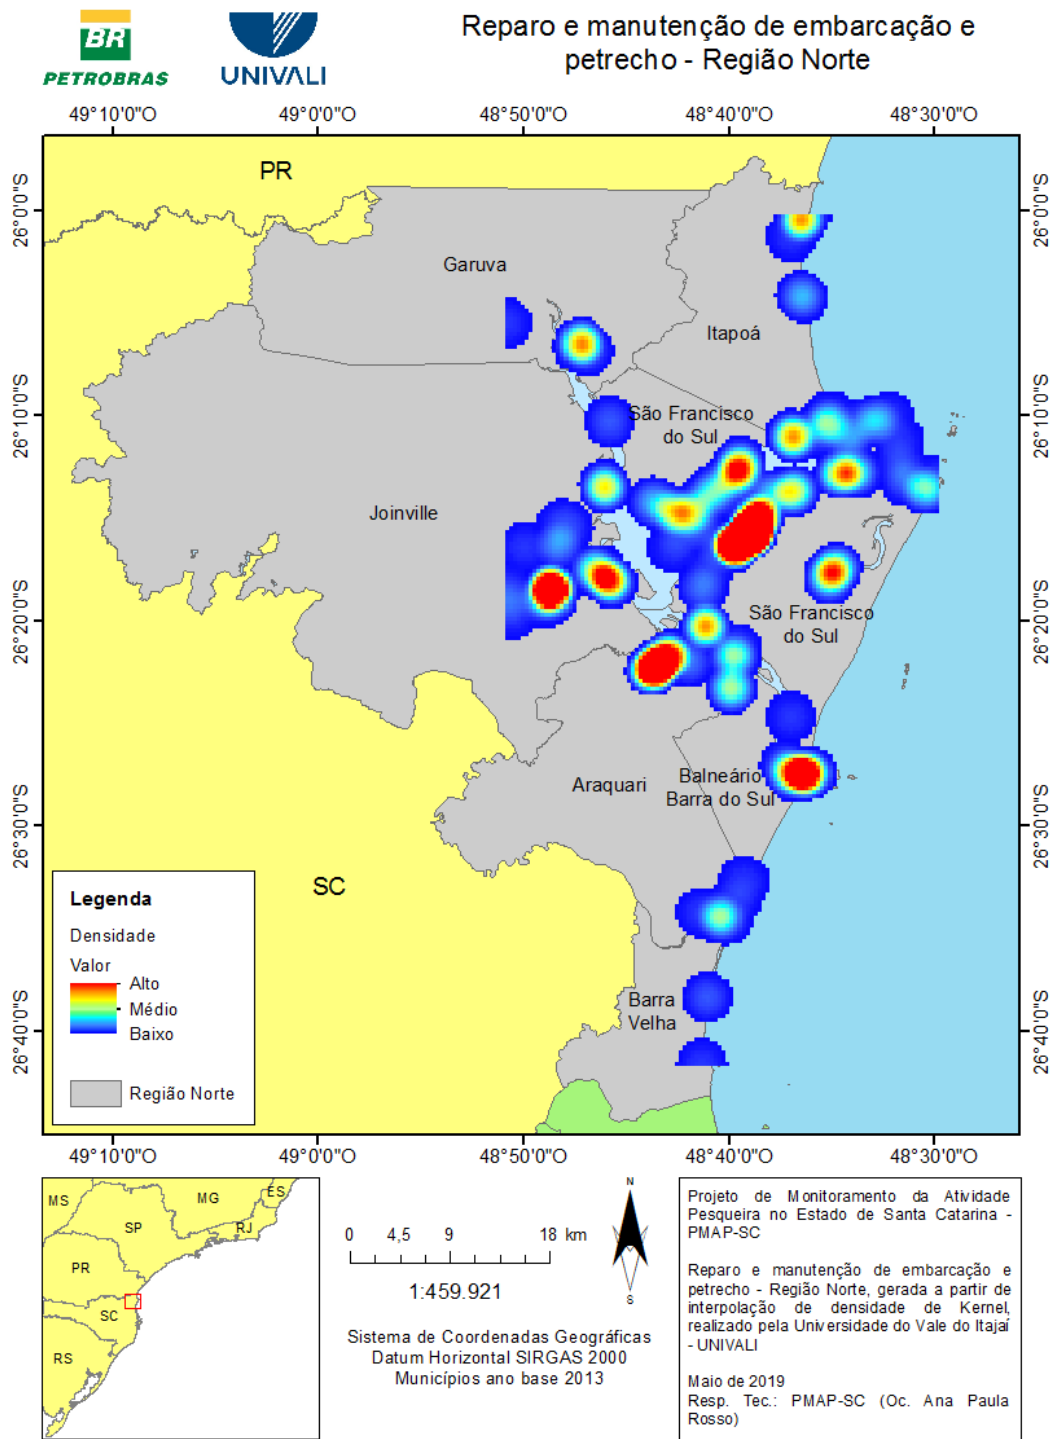 BR
PETROBRAS
UNIVALI
Reparo e manutenção de embarcação e
petrecho - Região Norte
49°10'0"O
49°0'0"O
48°50'0"O
48°40'0"O
48°30'0"O
26°0'0"S
26°0'0"S
26°10'0"S
26°10'0"S
26°20'0"S
26°20'0"S
26°30'0"S
26°30'0"S
26°40'0"S
26°40'0"S
PR
Garuva
Itapoá
São Francisco
do Sul
Joinville
São Francisco
do Sul
Araquari
Balneário
Barra do Sul
SC
Barra
Velha
Legenda
Densidade
Valor
Alto
Médio
Baixo
Região Norte
49°10'0"O
49°0'0"O
48°50'0"O
48°40'0"O
48°30'0"O
MS
MG
ES
SP
RJ
PR
SC
RS
0 4,5 9 18 km
1:459.921
Sistema de Coordenadas Geográficas
Datum Horizontal SIRGAS 2000
Municípios ano base 2013
N
S
Projeto de Monitoramento da Atividade
Pesqueira no Estado de Santa Catarina -
PMAP-SC
Reparo e manutenção de embarcação e
petrecho - Região Norte, gerada a partir de
interpolação de densidade de Kernel,
realizado pela Universidade do Vale do Itajaí
- UNIVALI
Maio de 2019
Resp. Tec.: PMAP-SC (Oc. Ana Paula
Rosso)